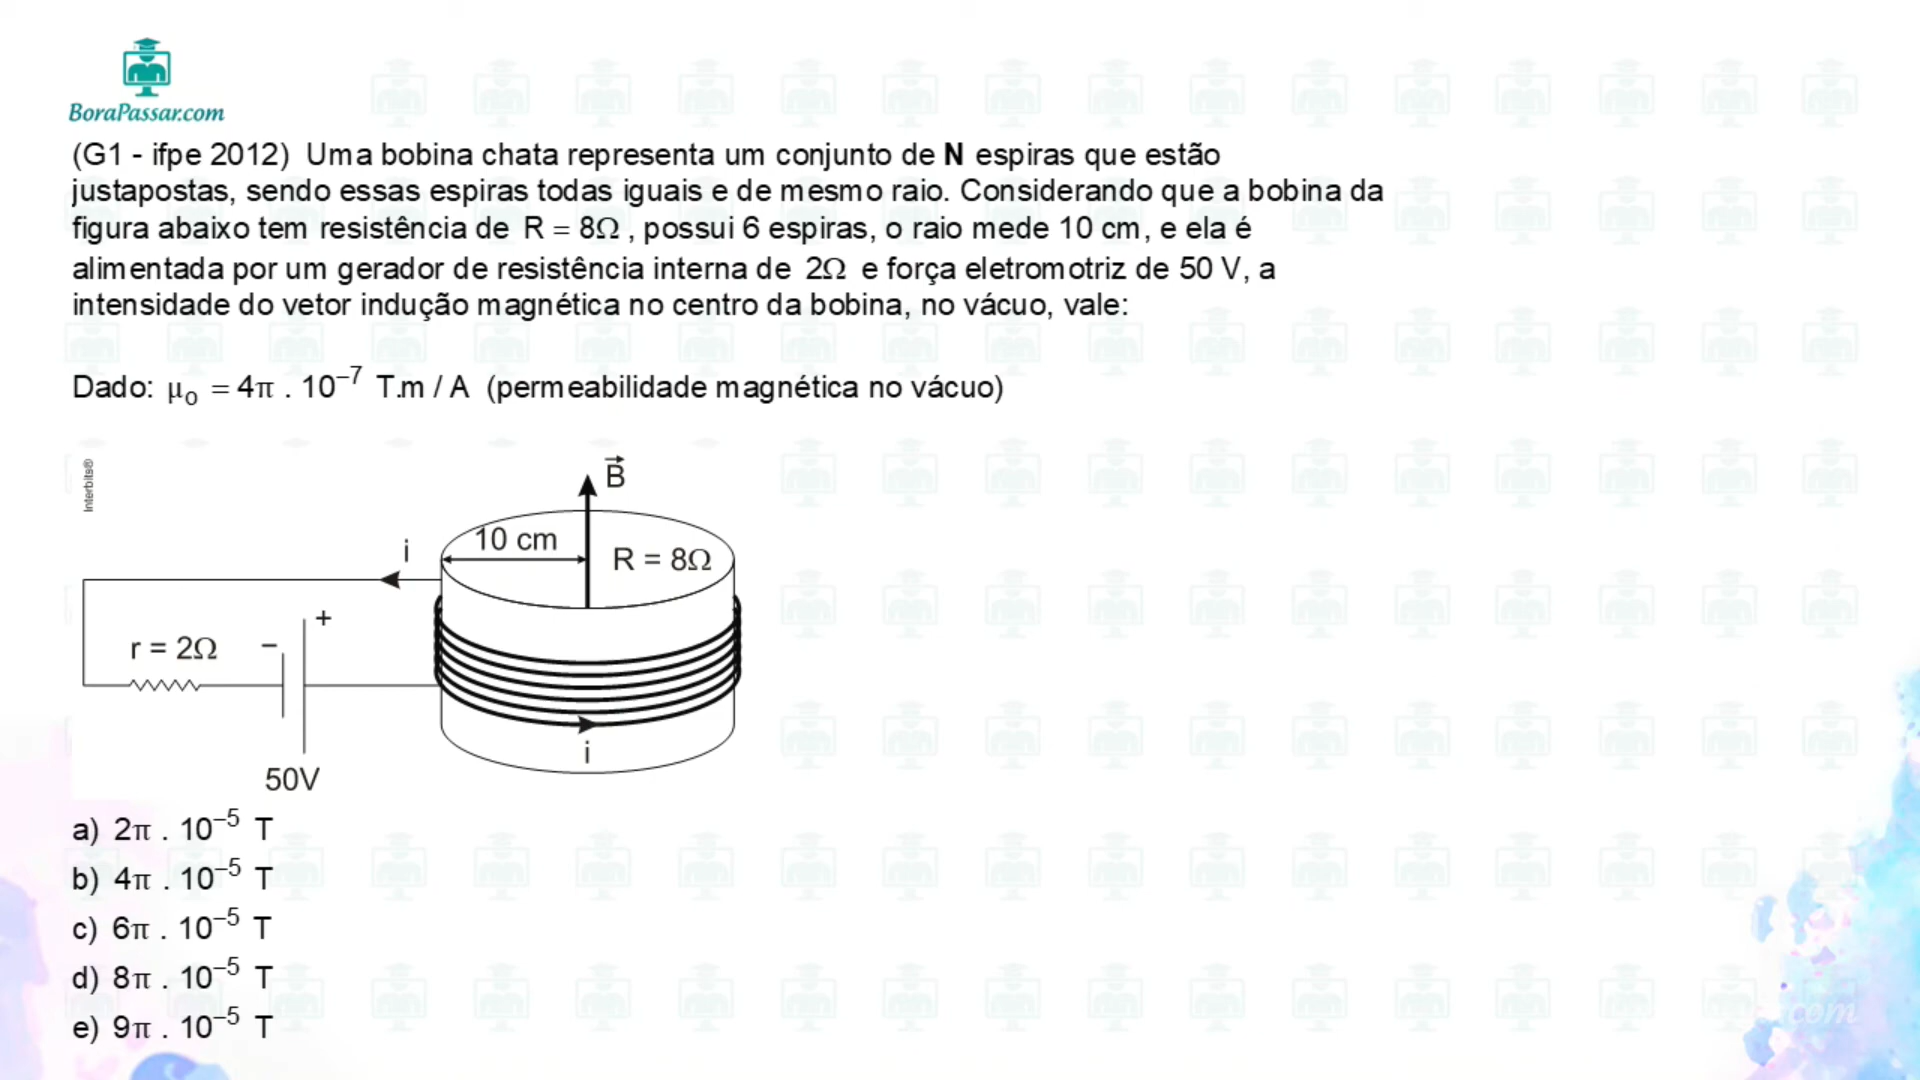 BoraPassar.com
(G1 - ifpe 2012) Uma bobina chata representa um conjunto de N espiras que estão
justapostas, sendo essas espiras todas iguais e de mesmo raio. Considerando que a bobina da
figura abaixo tem resistência de R = 8Ω , possui 6 espiras, o raio mede 10 cm, e ela é
alimentada por um gerador de resistência interna de 2Ω e força eletromotriz de 50 V, a
intensidade do vetor indução magnética no centro da bobina, no vácuo, vale:
Dado: μ₀ = 4π . 10⁻⁷ T.m / A (permeabilidade magnética no vácuo)
Interbits®
B⃗
10 cm
R = 8Ω
i
+
r = 2Ω
–
i
50V
a) 2π . 10⁻⁵ T
b) 4π . 10⁻⁵ T
c) 6π . 10⁻⁵ T
d) 8π . 10⁻⁵ T
e) 9π . 10⁻⁵ T
.com